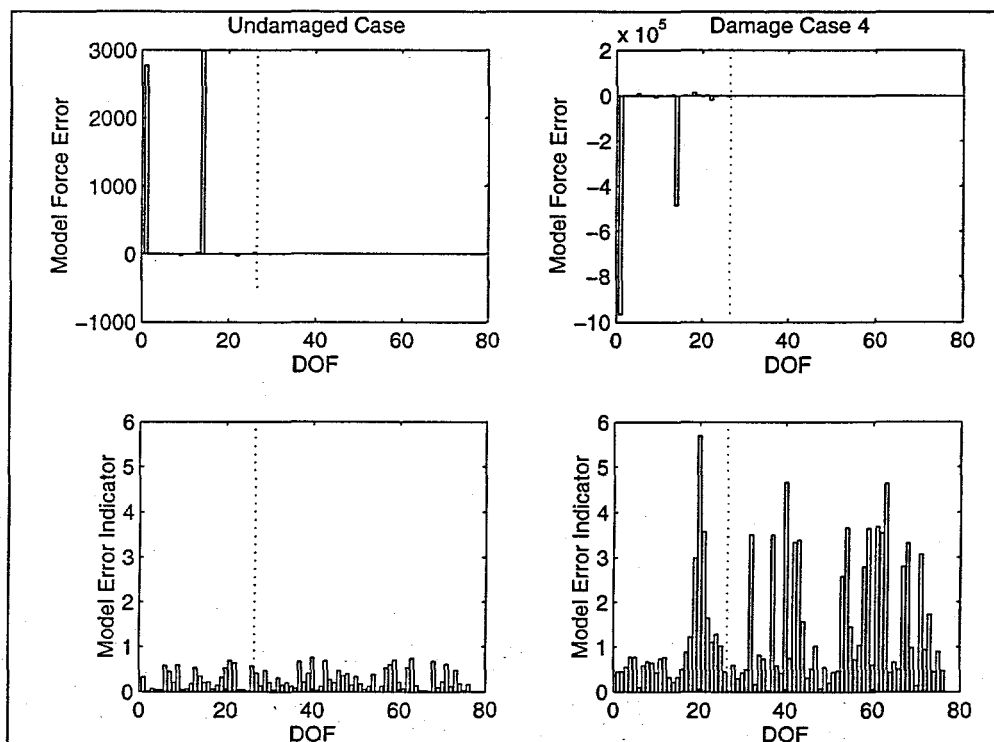 Undamaged Case
Model Force Error
3000
2000
1000
0
−1000
0 20 40 60 80
DOF
Damage Case 4
x 10^5
Model Force Error
2
0
−2
−4
−6
−8
−10
0 20 40 60 80
DOF
Model Error Indicator
6
5
4
3
2
1
0
0 20 40 60 80
DOF
Model Error Indicator
6
5
4
3
2
1
0
0 20 40 60 80
DOF